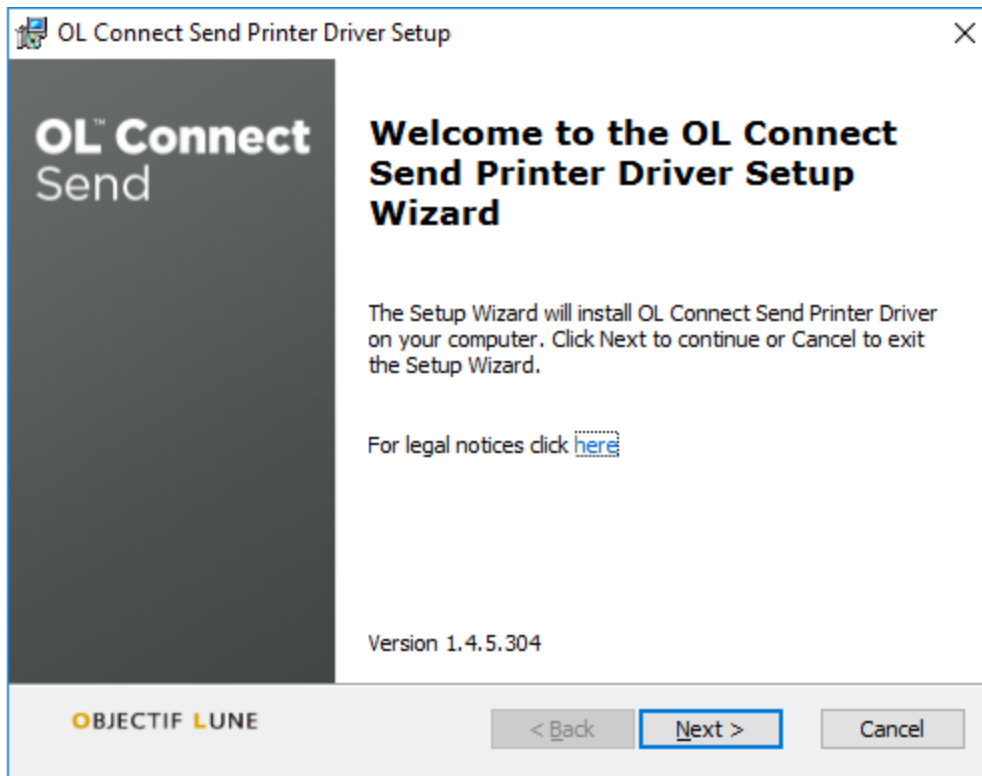 OL Connect Send Printer Driver Setup
OL™ Connect
Send
Welcome to the OL Connect
Send Printer Driver Setup
Wizard
The Setup Wizard will install OL Connect Send Printer Driver
on your computer. Click Next to continue or Cancel to exit
the Setup Wizard.
For legal notices click here
Version 1.4.5.304
OBJECTIF LUNE
< Back
Next >
Cancel